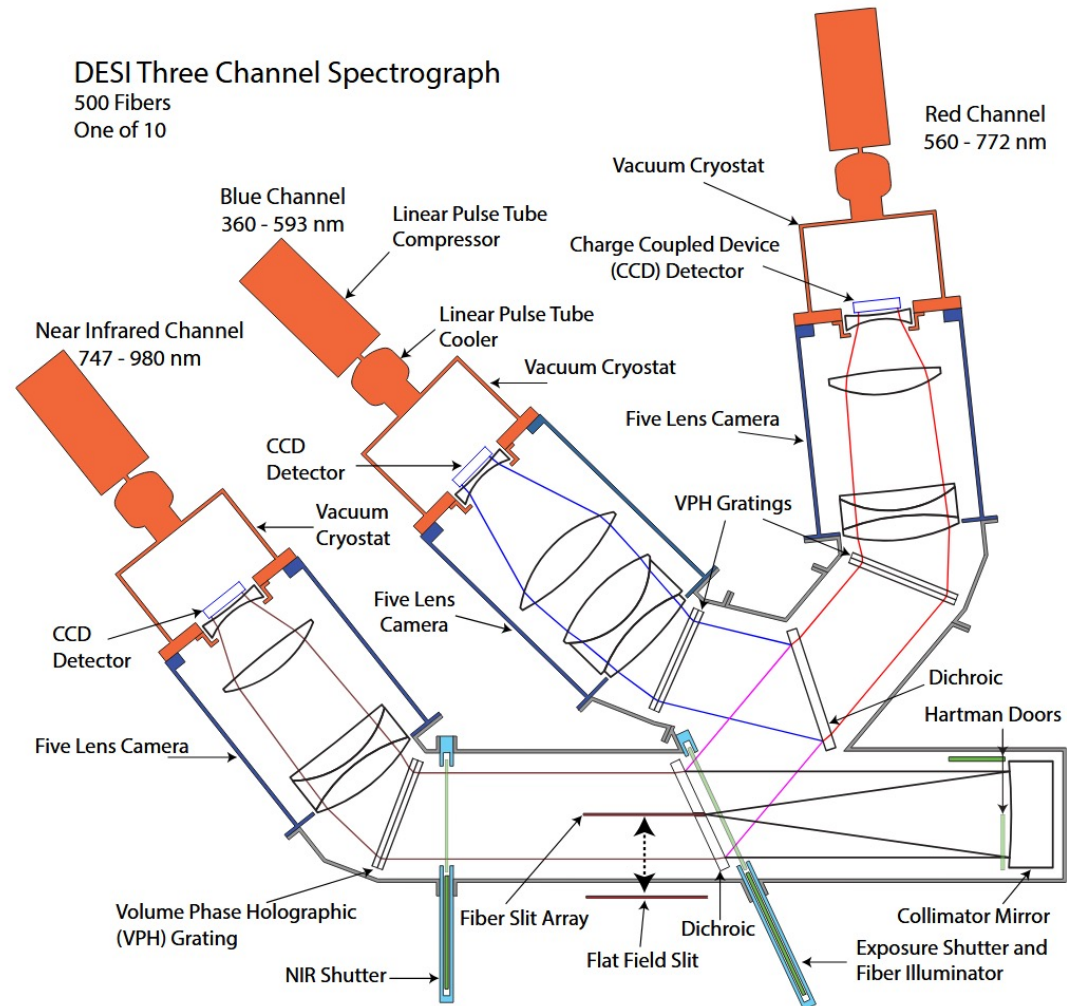 DESI Three Channel Spectrograph
500 Fibers
One of 10
Red Channel
560 - 772 nm
Vacuum Cryostat
Blue Channel
360 - 593 nm
Linear Pulse Tube
Compressor
Charge Coupled Device
(CCD) Detector
Near Infrared Channel
747 - 980 nm
Linear Pulse Tube
Cooler
Vacuum Cryostat
Five Lens Camera
CCD
Detector
VPH Gratings
Vacuum
Cryostat
Five Lens
Camera
CCD
Detector
Dichroic
Hartman Doors
Five Lens Camera
Volume Phase Holographic
(VPH) Grating
Fiber Slit Array
Dichroic
Collimator Mirror
NIR Shutter
Flat Field Slit
Exposure Shutter and
Fiber Illuminator